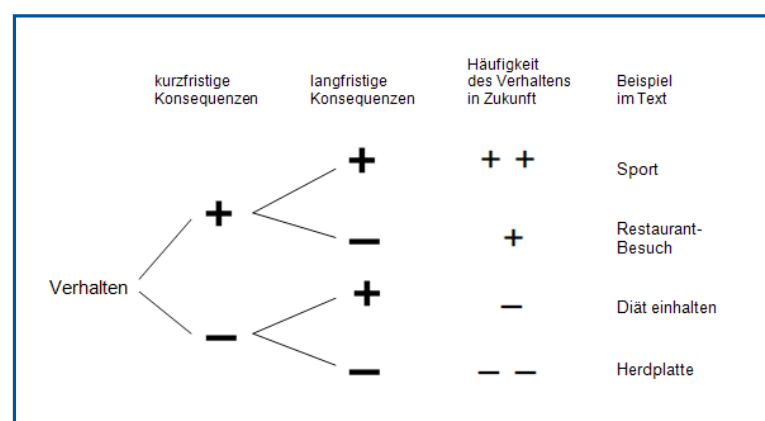 kurzfristige
Konsequenzen
langfristige
Konsequenzen
Häufigkeit
des Verhaltens
in Zukunft
Beispiel
im Text
Verhalten
+
+
+ +
Sport
−
+
Restaurant-
Besuch
−
+
−
Diät einhalten
−
− −
Herdplatte